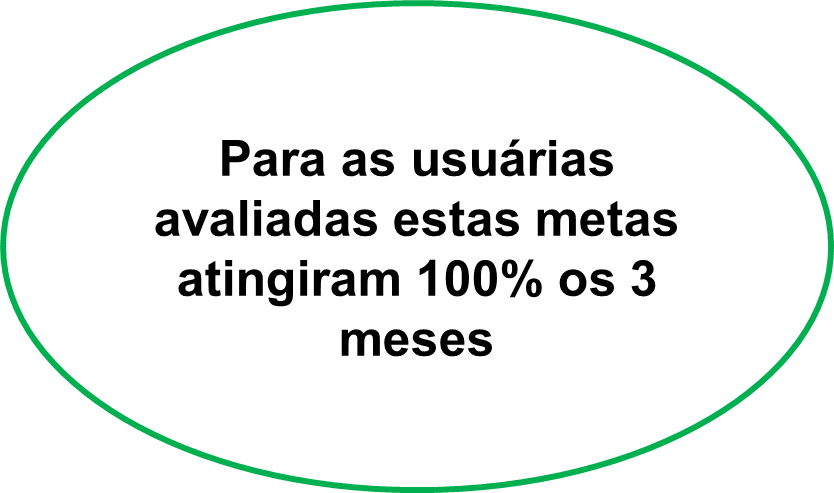 Para as usuárias
avaliadas estas metas
atingiram 100% os 3
meses